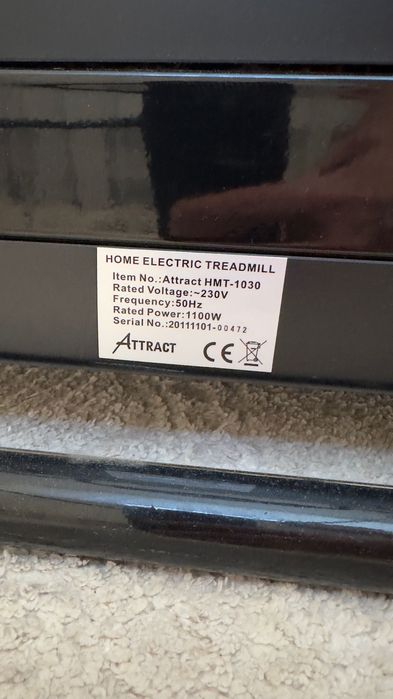 HOME ELECTRIC TREADMILL
Item No.:Attract HMT-1030
Rated Voltage:~230V
Frequency:50Hz
Rated Power:1100W
Serial No.:20111101-00472
ATTRACT CE